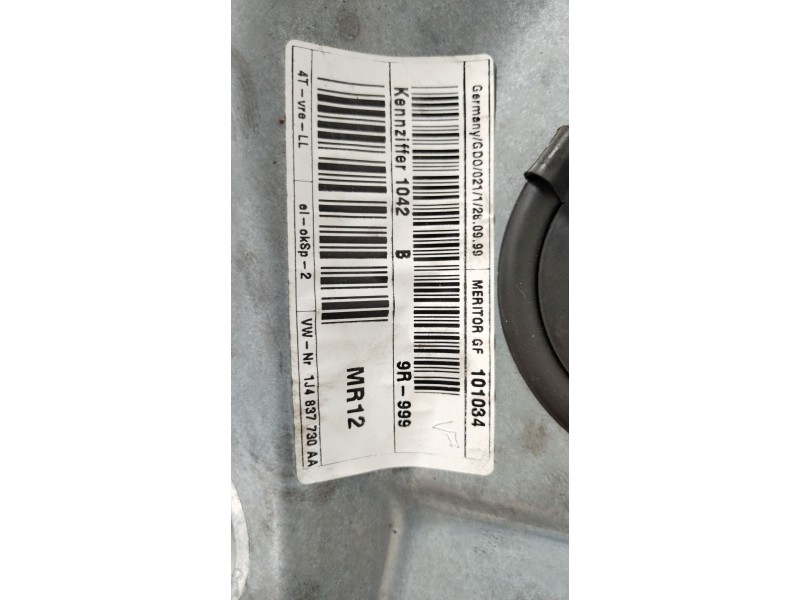 Germany/GDO/021/1/28.09.99 MERITOR GF 101034
Kennziffer 1042 B 9R-999
MR12
4T-vre-LL el-okSp-2 VW-Nr 1J4 837 730 AA